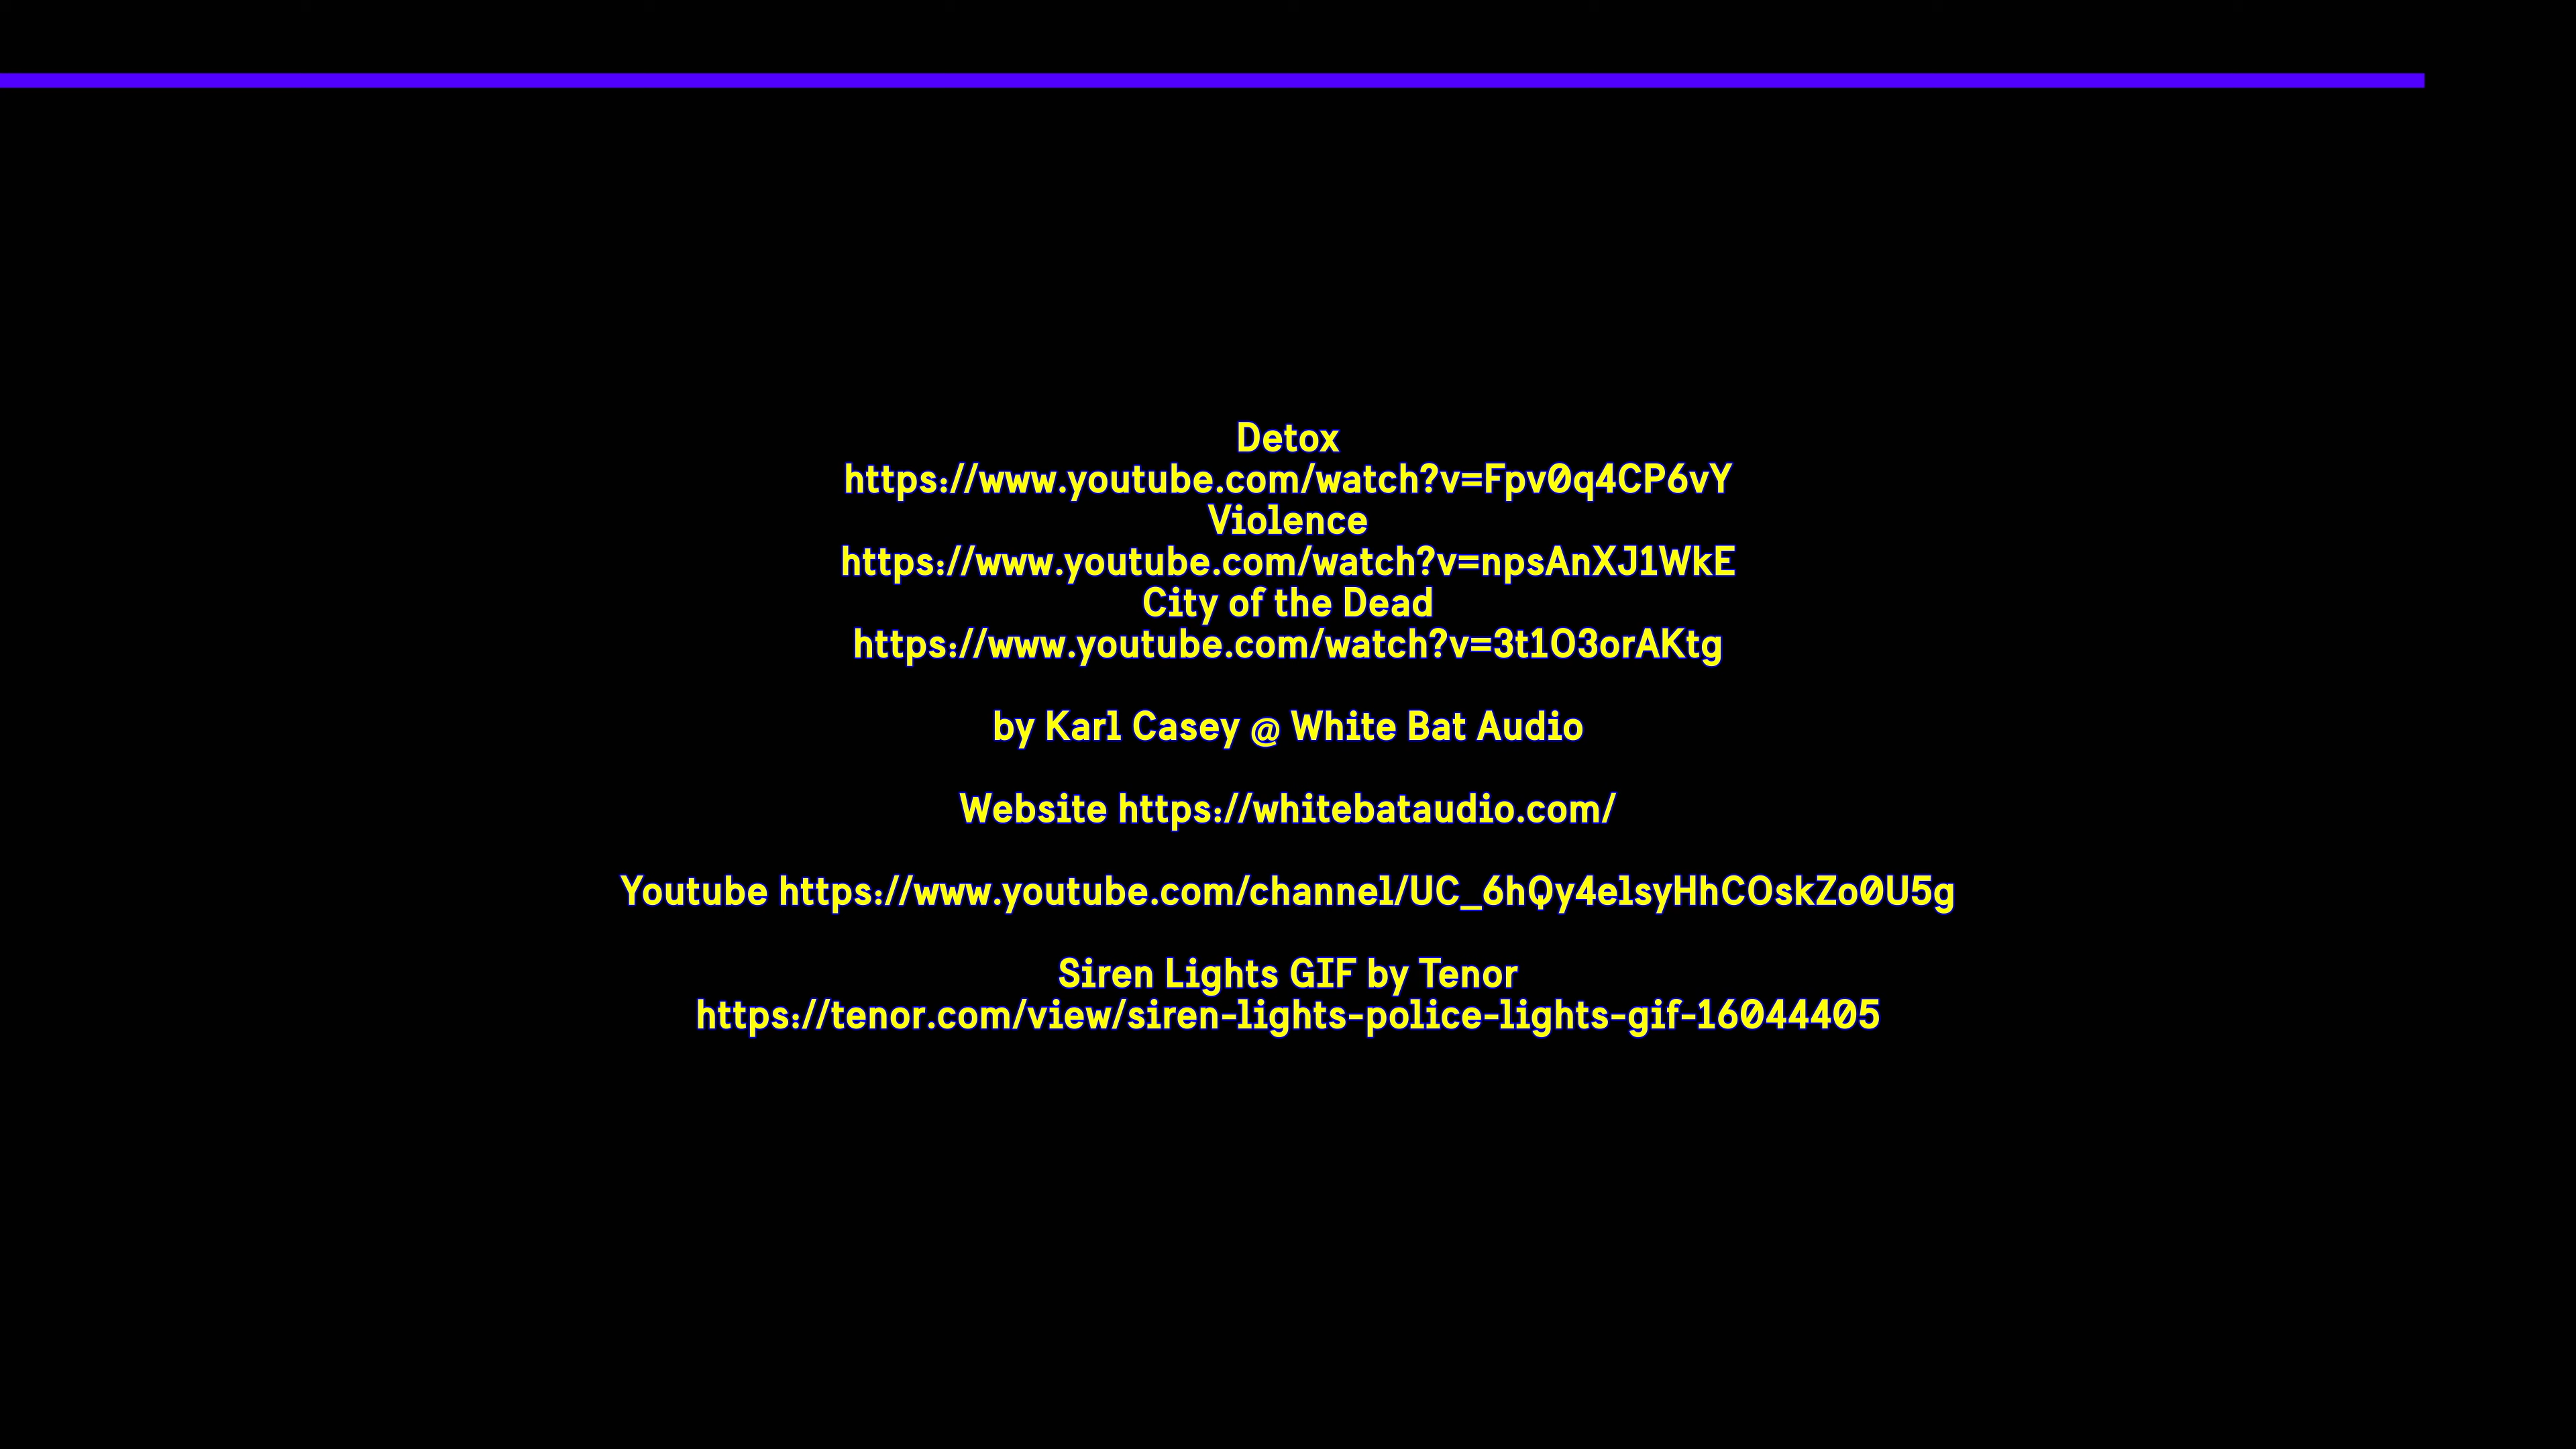 Detox
https://www.youtube.com/watch?v=Fpv0q4CP6vY
Violence
https://www.youtube.com/watch?v=npsAnXJ1WkE
City of the Dead
https://www.youtube.com/watch?v=3t1O3orAKtg
by Karl Casey @ White Bat Audio
Website https://whitebataudio.com/
Youtube https://www.youtube.com/channel/UC_6hQy4elsyHhCOskZo0U5g
Siren Lights GIF by Tenor
https://tenor.com/view/siren-lights-police-lights-gif-16044405